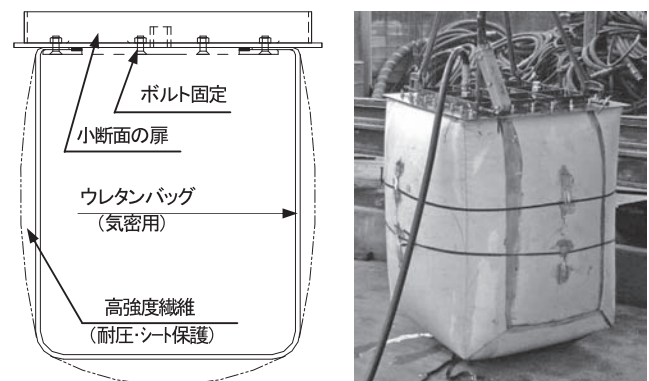 ボルト固定
小断面の扉
ウレタンバッグ
(気密用)
高強度繊維
(耐圧・シート保護)